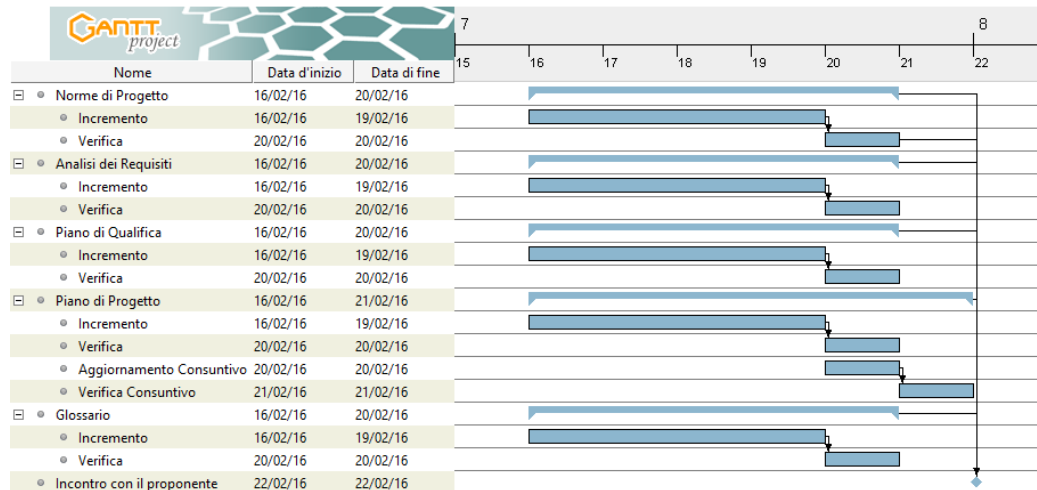 GANTT
project
7 8
Nome Data d'inizio Data di fine 15 16 17 18 19 20 21 22
Norme di Progetto 16/02/16 20/02/16
Incremento 16/02/16 19/02/16
Verifica 20/02/16 20/02/16
Analisi dei Requisiti 16/02/16 20/02/16
Incremento 16/02/16 19/02/16
Verifica 20/02/16 20/02/16
Piano di Qualifica 16/02/16 20/02/16
Incremento 16/02/16 19/02/16
Verifica 20/02/16 20/02/16
Piano di Progetto 16/02/16 21/02/16
Incremento 16/02/16 19/02/16
Verifica 20/02/16 20/02/16
Aggiornamento Consuntivo 20/02/16 20/02/16
Verifica Consuntivo 21/02/16 21/02/16
Glossario 16/02/16 20/02/16
Incremento 16/02/16 19/02/16
Verifica 20/02/16 20/02/16
Incontro con il proponente 22/02/16 22/02/16